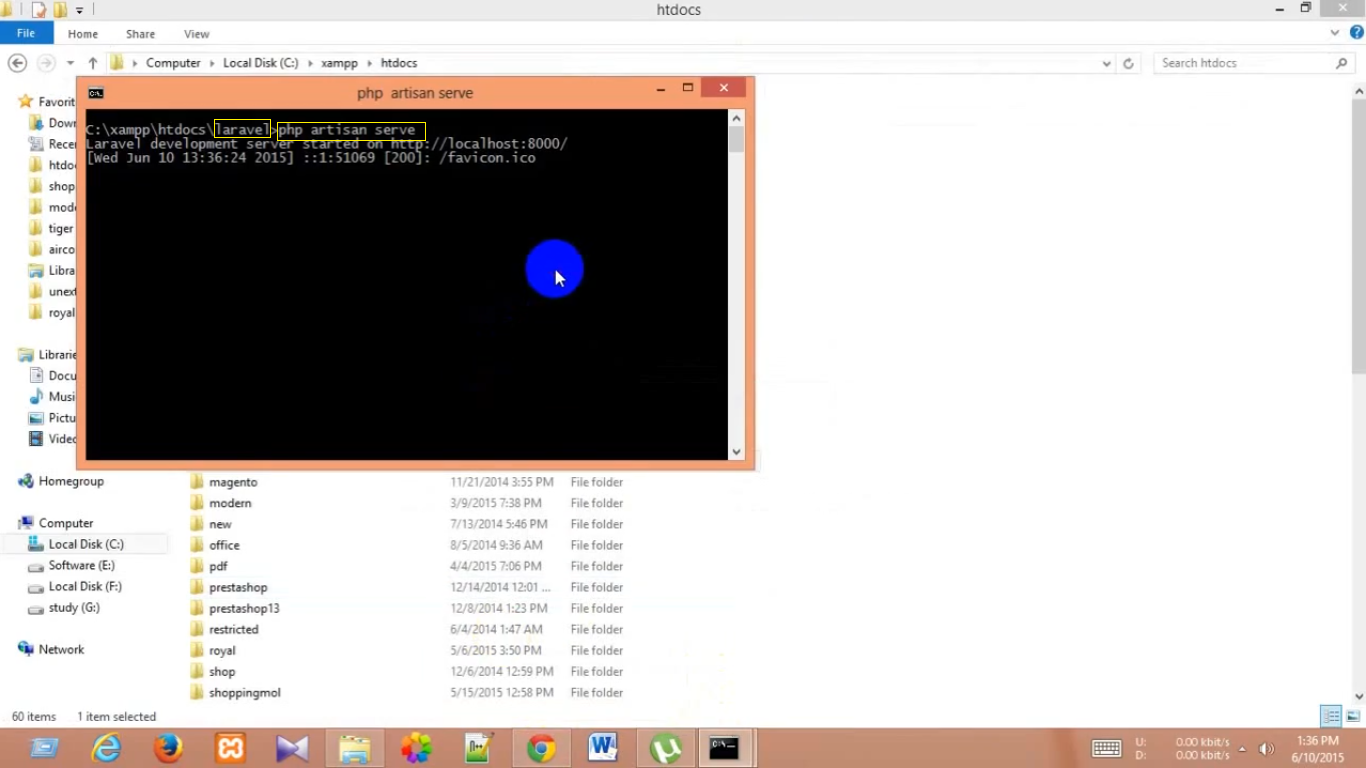 htdocs
File Home Share View
Computer Local Disk (C:) xampp htdocs
Search htdocs
php artisan serve
C:\xampp\htdocs\laravel>php artisan serve
Laravel development server started on http://localhost:8000/
[Wed Jun 10 13:36:24 2015] ::1:51069 [200]: /favicon.ico
Favorit
Down
Recen
htdo
shop
mode
tiger
airco
Libra
unext
royal
Librarie
Docu
Musi
Pictu
Video
Homegroup
Computer
Local Disk (C:)
Software (E:)
Local Disk (F:)
study (G:)
Network
magento 11/21/2014 3:55 PM File folder
modern 3/9/2015 7:38 PM File folder
new 7/13/2014 5:46 PM File folder
office 8/5/2014 9:36 AM File folder
pdf 4/4/2015 7:06 PM File folder
prestashop 12/14/2014 12:01 ... File folder
prestashop13 12/8/2014 1:23 PM File folder
restricted 6/4/2014 1:47 AM File folder
royal 5/6/2015 3:50 PM File folder
shop 12/6/2014 12:59 PM File folder
shoppingmol 5/15/2015 12:58 PM File folder
60 items 1 item selected
U: 0.00 kbit/s
D: 0.00 kbit/s
1:36 PM
6/10/2015